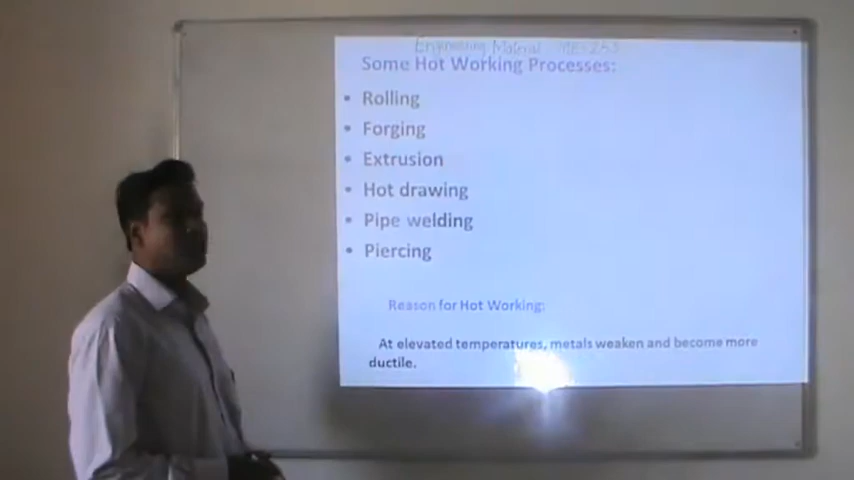 Engineering Material ME-253
Some Hot Working Processes:
• Rolling
• Forging
• Extrusion
• Hot drawing
• Pipe welding
• Piercing
Reason for Hot Working:
At elevated temperatures, metals weaken and become more
ductile.